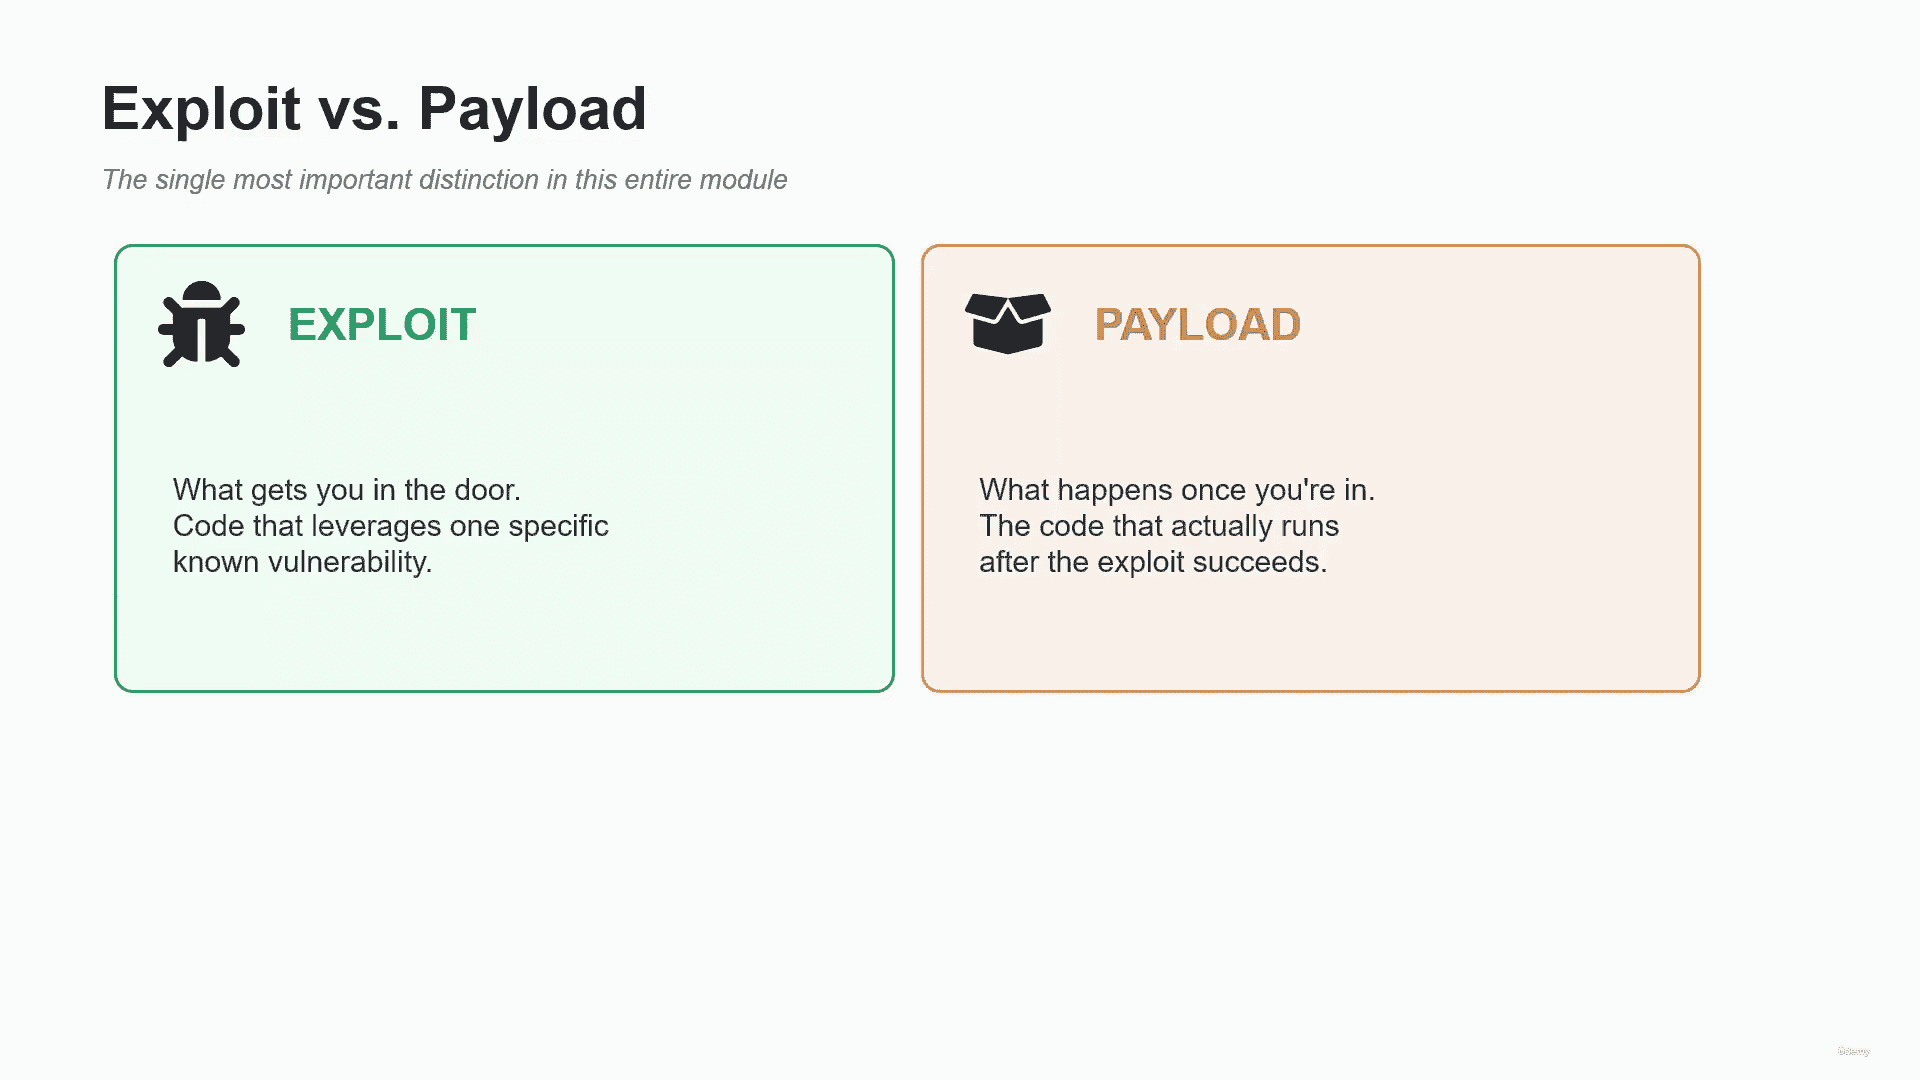 Exploit vs. Payload
The single most important distinction in this entire module
EXPLOIT
What gets you in the door.
Code that leverages one specific
known vulnerability.
PAYLOAD
What happens once you're in.
The code that actually runs
after the exploit succeeds.
Udemy